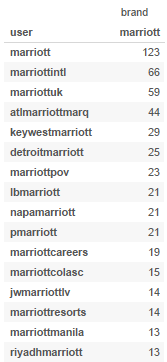 brand
user marriott
marriott 123
marriottintl 66
marriottuk 59
atlmarriottmarq 44
keywestmarriott 29
detroitmarriott 25
marriottpov 23
lbmarriott 21
napamarriott 21
pmarriott 21
marriottcareers 19
marriottcolasc 15
jwmarriottlv 14
marriottresorts 14
marriottmanila 13
riyadhmarriott 13